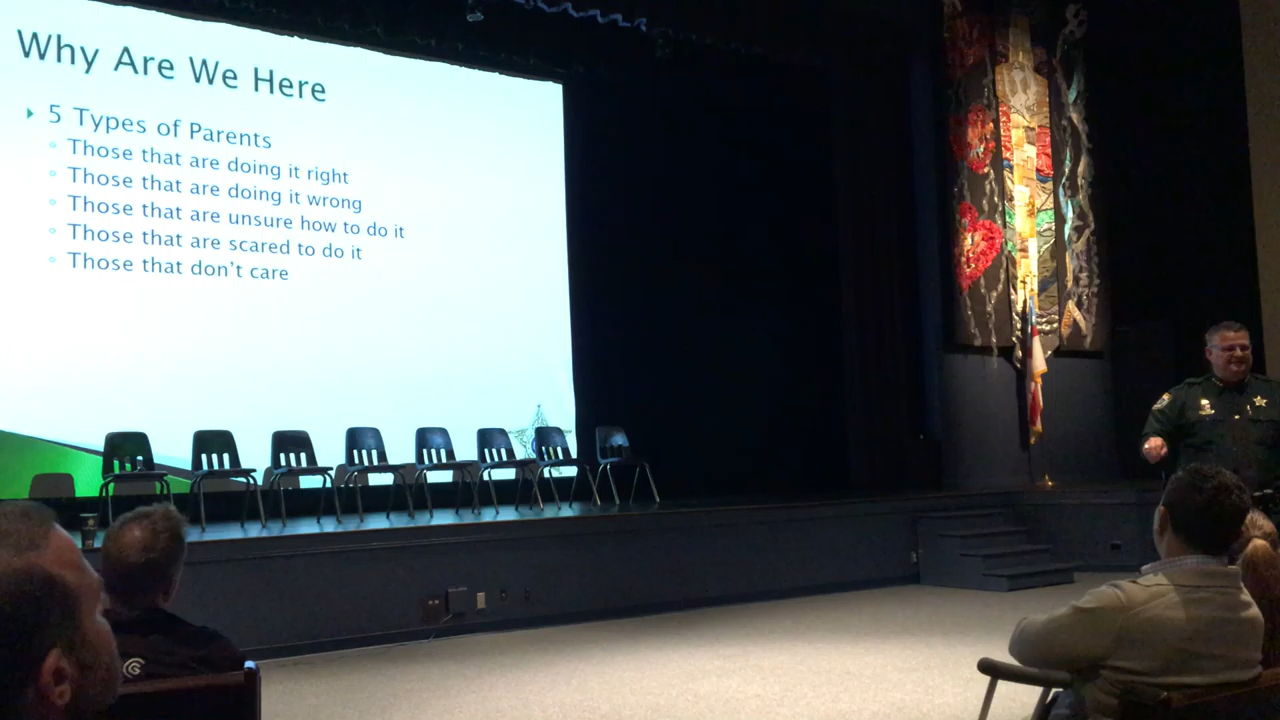 Why Are We Here
5 Types of Parents
Those that are doing it right
Those that are doing it wrong
Those that are unsure how to do it
Those that are scared to do it
Those that don't care